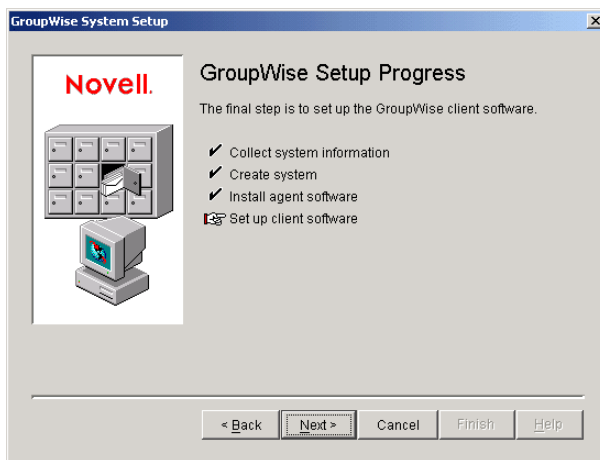 GroupWise System Setup
Novell.
GroupWise Setup Progress
The final step is to set up the GroupWise client software.
Collect system information
Create system
Install agent software
Set up client software
< Back
Next >
Cancel
Finish
Help